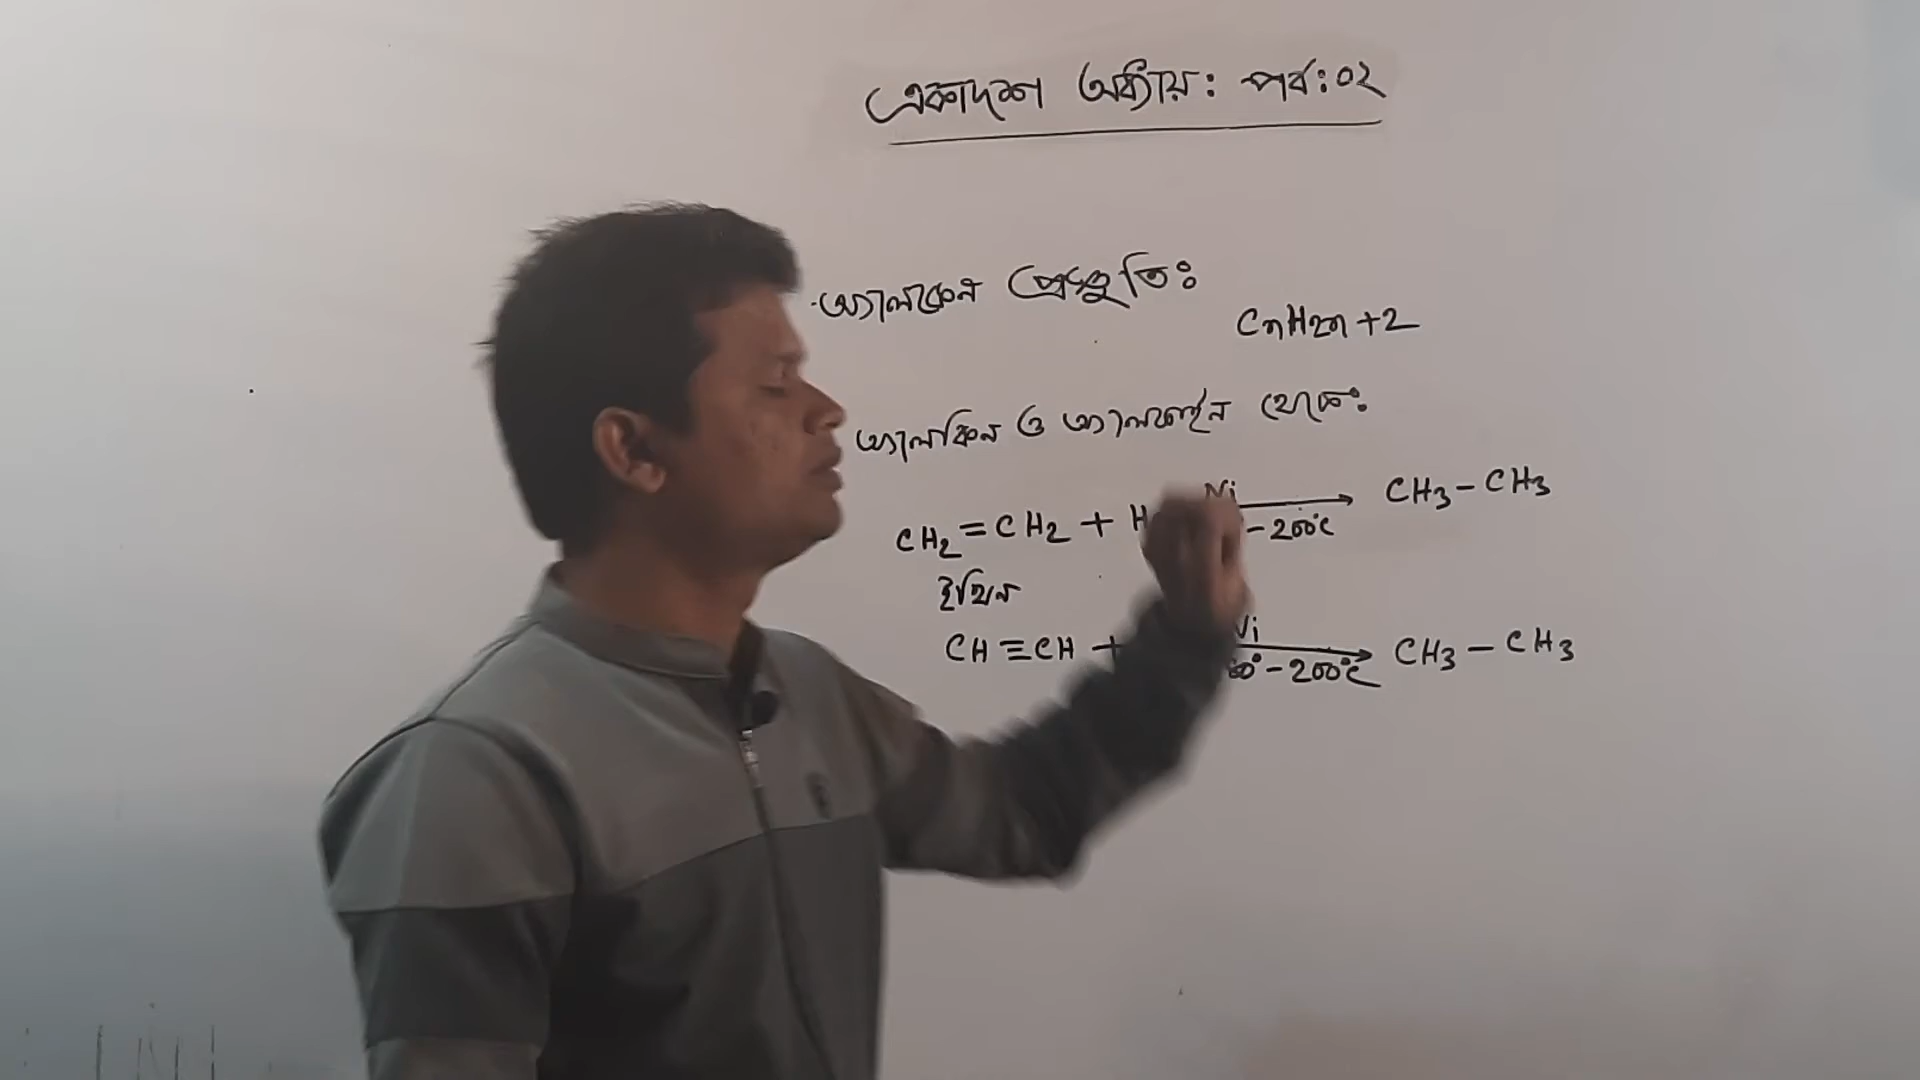 একাদশ অধ্যায়: পর্ব:০২
অ্যালকেন প্রস্তুতিঃ
CnH2n+2
অ্যালকিন ও অ্যালকাইন থেকেঃ
CH2=CH2 + H Ni -200°C CH3-CH3
ইথিন
CH≡CH + Ni -200°C CH3-CH3